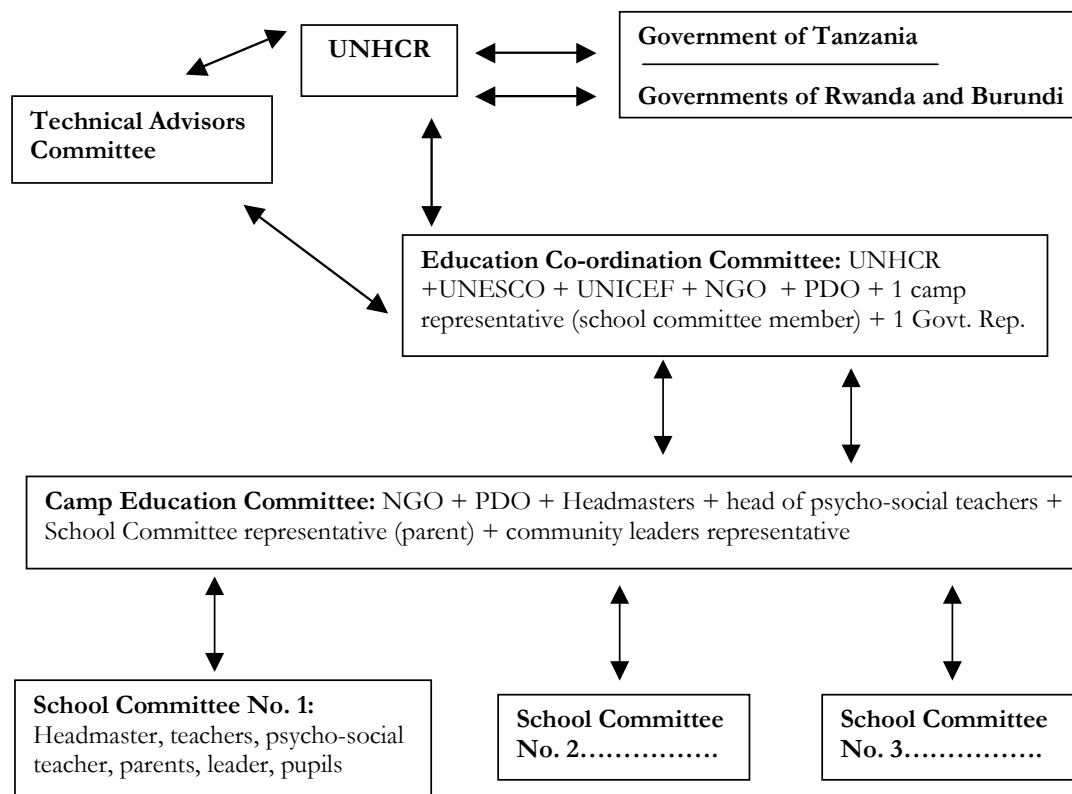 UNHCR
Government of Tanzania
Governments of Rwanda and Burundi
Technical Advisors
Committee
Education Co-ordination Committee: UNHCR
+UNESCO + UNICEF + NGO + PDO + 1 camp
representative (school committee member) + 1 Govt. Rep.
Camp Education Committee: NGO + PDO + Headmasters + head of psycho-social teachers +
School Committee representative (parent) + community leaders representative
School Committee No. 1:
Headmaster, teachers, psycho-social
teacher, parents, leader, pupils
School Committee
No. 2…………….
School Committee
No. 3…………….